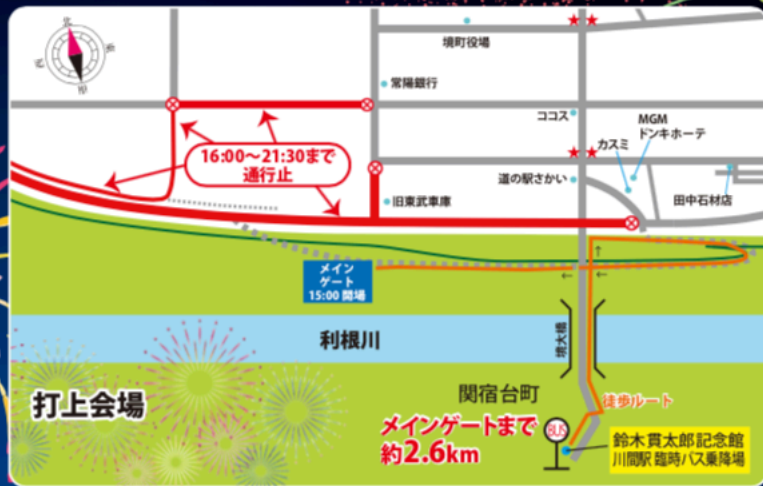 北
東
西
南
境町役場
常陽銀行
ココス
MGM
ドンキホーテ
カスミ
16:00〜21:30まで
通行止
道の駅さかい
田中石材店
旧東武車庫
メイン
ゲート
15:00 開場
利根川
境大橋
打上会場
関宿台町
徒歩ルート
メインゲートまで
約2.6km
BUS
鈴木貫太郎記念館
川間駅 臨時バス乗降場